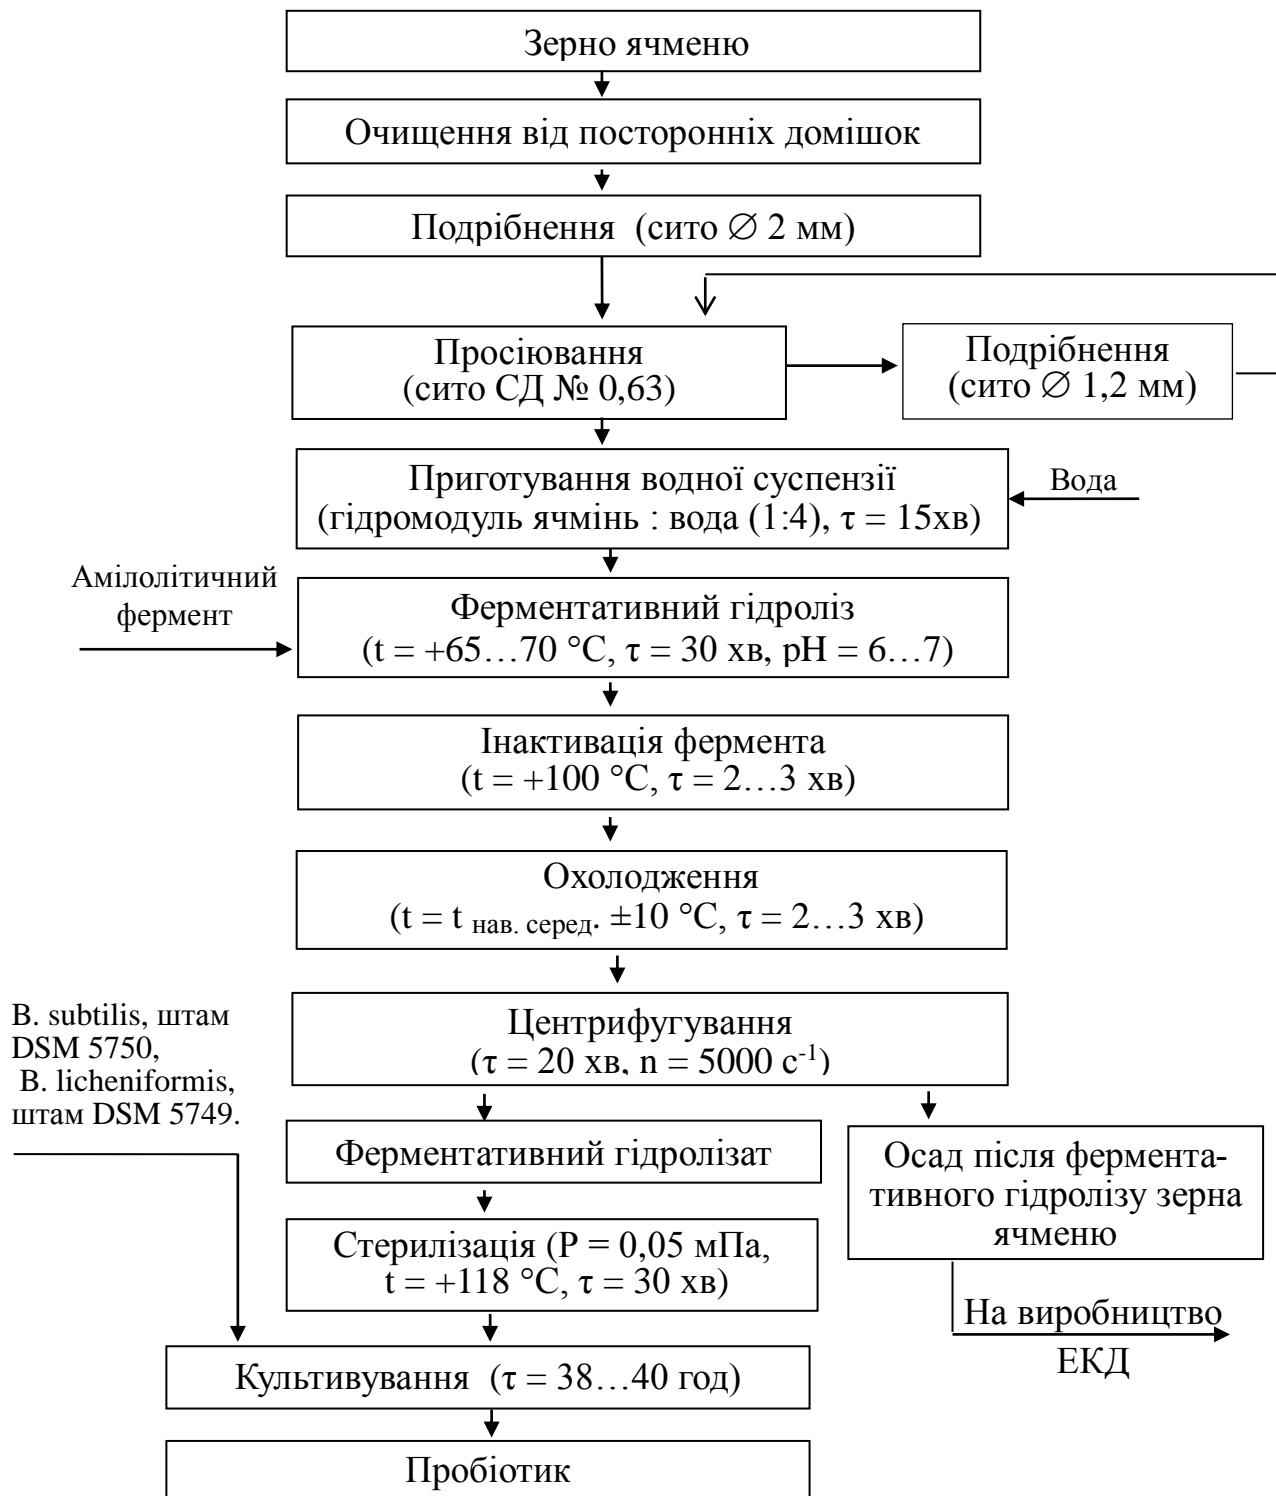 Зерно ячменю
Очищення від посторонніх домішок
Подрібнення (сито ∅ 2 мм)
Просіювання
(сито СД № 0,63)
Подрібнення
(сито ∅ 1,2 мм)
Приготування водної суспензії
(гідромодуль ячмінь : вода (1:4), τ = 15хв)
Вода
Амілолітичний
фермент
Ферментативний гідроліз
(t = +65…70 °С, τ = 30 хв, рН = 6…7)
Інактивація фермента
(t = +100 °С, τ = 2…3 хв)
Охолодження
(t = t нав. серед. ±10 °С, τ = 2…3 хв)
Центрифугування
(τ = 20 хв, n = 5000 с-1)
B. subtilis, штам
DSM 5750,
B. licheniformis,
штам DSM 5749.
Ферментативний гідролізат
Осад після фермента-
тивного гідролізу зерна
ячменю
Стерилізація (Р = 0,05 мПа,
t = +118 °С, τ = 30 хв)
На виробництво
ЕКД
Культивування (τ = 38…40 год)
Пробіотик